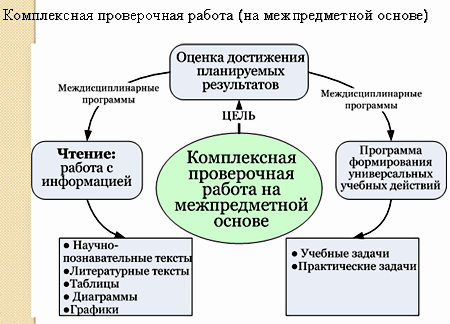 Комплексная проверочная работа (на межпредметной основе)
Оценка достижения
планируемых
результатов
Междисциплинарные
программы
Междисциплинарные
программы
ЦЕЛЬ
Чтение:
работа с
информацией
Комплексная
проверочная
работа на
межпредметной
основе
Программа
формирования
универсальных
учебных действий
● Научно-
познавательные тексты
●Литературные тексты
●Таблицы
● Диаграммы
●Графики
● Учебные задачи
●Практические задачи